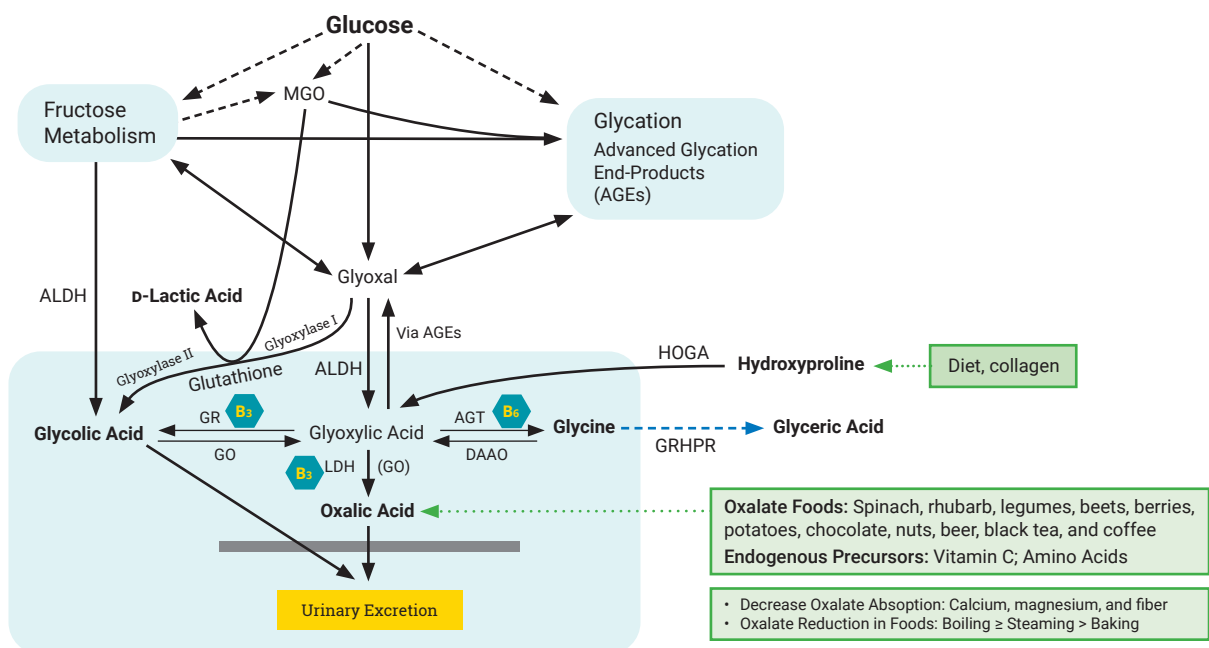 Glucose
MGO
Fructose
Metabolism
Glycation
Advanced Glycation
End-Products
(AGEs)
Glyoxal
ALDH
D-Lactic Acid
Glyoxylase I
Glyoxylase II
Glutathione
ALDH
Via AGEs
HOGA
Hydroxyproline
Diet, collagen
Glycolic Acid
GR
B3
GO
Glyoxylic Acid
AGT
B6
DAAO
Glycine
GRHPR
Glyceric Acid
B3
LDH
(GO)
Oxalic Acid
Oxalate Foods: Spinach, rhubarb, legumes, beets, berries,
potatoes, chocolate, nuts, beer, black tea, and coffee
Endogenous Precursors: Vitamin C; Amino Acids
Urinary Excretion
• Decrease Oxalate Absoption: Calcium, magnesium, and fiber
• Oxalate Reduction in Foods: Boiling ≥ Steaming > Baking